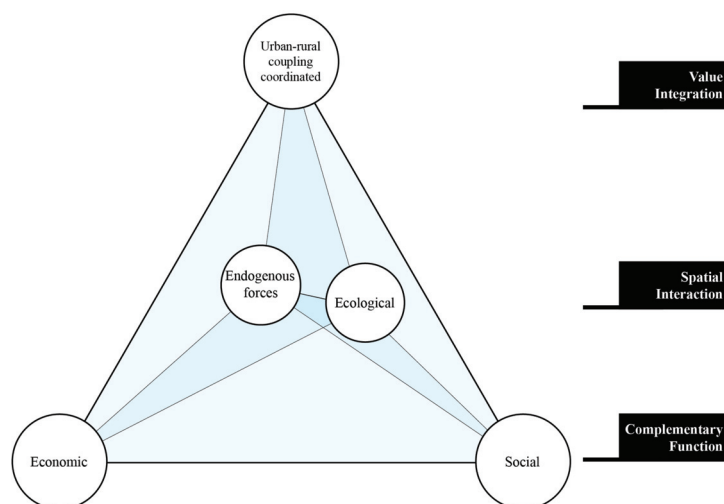 Urban-rural
coupling
coordinated
Value
Integration
Endogenous
forces
Ecological
Spatial
Interaction
Economic
Social
Complementary
Function